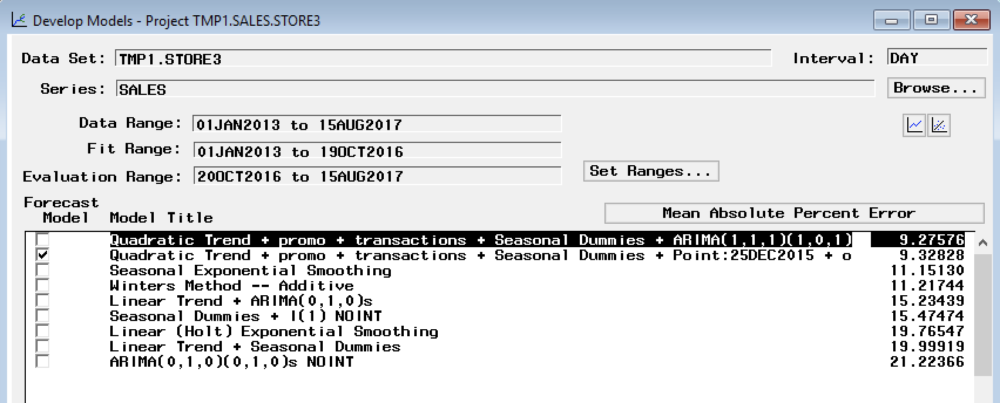 Develop Models - Project TMP1.SALES.STORE3
Data Set: TMP1.STORE3 Interval: DAY
Series: SALES Browse...
Data Range: 01JAN2013 to 15AUG2017
Fit Range: 01JAN2013 to 19OCT2016
Evaluation Range: 20OCT2016 to 15AUG2017 Set Ranges...
Forecast
Model Model Title Mean Absolute Percent Error
Quadratic Trend + promo + transactions + Seasonal Dummies + ARIMA(1,1,1)(1,0,1) 9.27576
Quadratic Trend + promo + transactions + Seasonal Dummies + Point:25DEC2015 + o 9.32828
Seasonal Exponential Smoothing 11.15130
Winters Method -- Additive 11.21744
Linear Trend + ARIMA(0,1,0)s 15.23439
Seasonal Dummies + I(1) NOINT 15.47474
Linear (Holt) Exponential Smoothing 19.76547
Linear Trend + Seasonal Dummies 19.99919
ARIMA(0,1,0)(0,1,0)s NOINT 21.22366